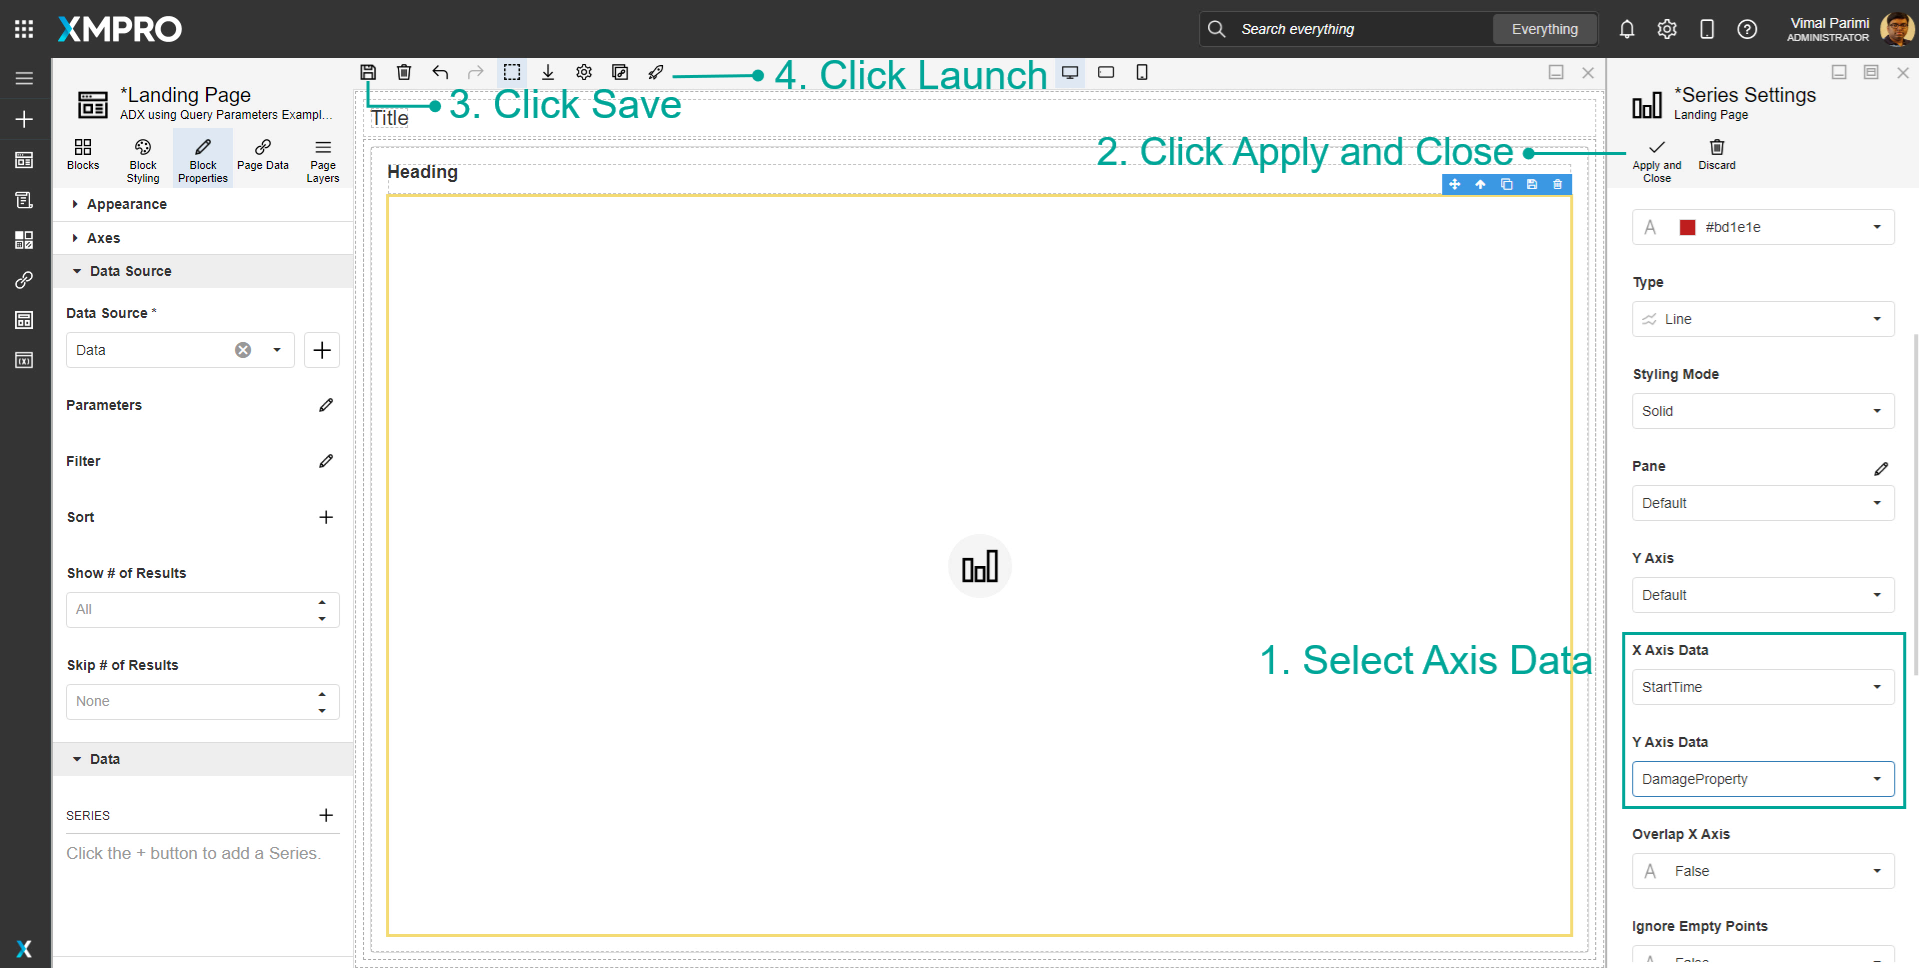 XMPRO
Search everything
Everything
Vimal Parimi
ADMINISTRATOR
*Landing Page
ADX using Query Parameters Exampl...
Blocks
Block Styling
Block Properties
Page Data
Page Layers
Appearance
Axes
Data Source
Data Source *
Data
Parameters
Filter
Sort
Show # of Results
All
Skip # of Results
None
Data
SERIES
Click the + button to add a Series.
4. Click Launch
3. Click Save
Title
2. Click Apply and Close
Heading
1. Select Axis Data
*Series Settings
Landing Page
Apply and Close
Discard
#bd1e1e
Type
Line
Styling Mode
Solid
Pane
Default
Y Axis
Default
X Axis Data
StartTime
Y Axis Data
DamageProperty
Overlap X Axis
False
Ignore Empty Points
False